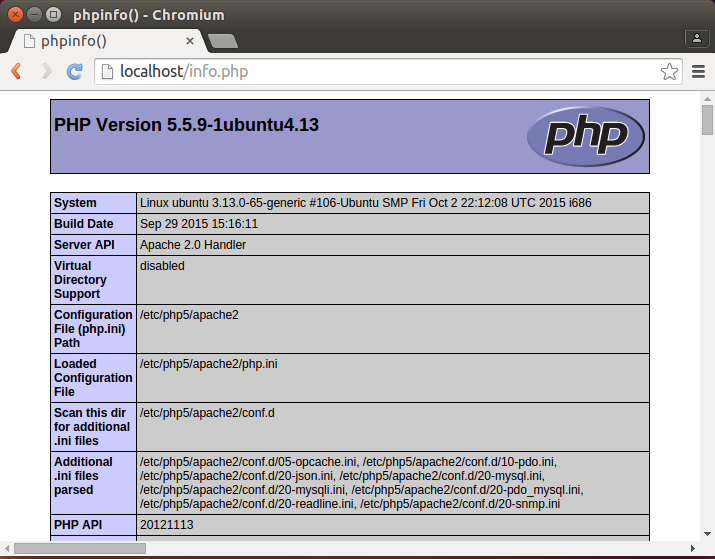 phpinfo() - Chromium
phpinfo()
localhost/info.php
PHP Version 5.5.9-1ubuntu4.13
php
System Linux ubuntu 3.13.0-65-generic #106-Ubuntu SMP Fri Oct 2 22:12:08 UTC 2015 i686
Build Date Sep 29 2015 15:16:11
Server API Apache 2.0 Handler
Virtual disabled
Directory
Support
Configuration /etc/php5/apache2
File (php.ini)
Path
Loaded /etc/php5/apache2/php.ini
Configuration
File
Scan this dir /etc/php5/apache2/conf.d
for additional
.ini files
Additional /etc/php5/apache2/conf.d/05-opcache.ini, /etc/php5/apache2/conf.d/10-pdo.ini,
.ini files /etc/php5/apache2/conf.d/20-json.ini, /etc/php5/apache2/conf.d/20-mysql.ini,
parsed /etc/php5/apache2/conf.d/20-mysqli.ini, /etc/php5/apache2/conf.d/20-pdo_mysql.ini,
/etc/php5/apache2/conf.d/20-readline.ini, /etc/php5/apache2/conf.d/20-snmp.ini
PHP API 20121113